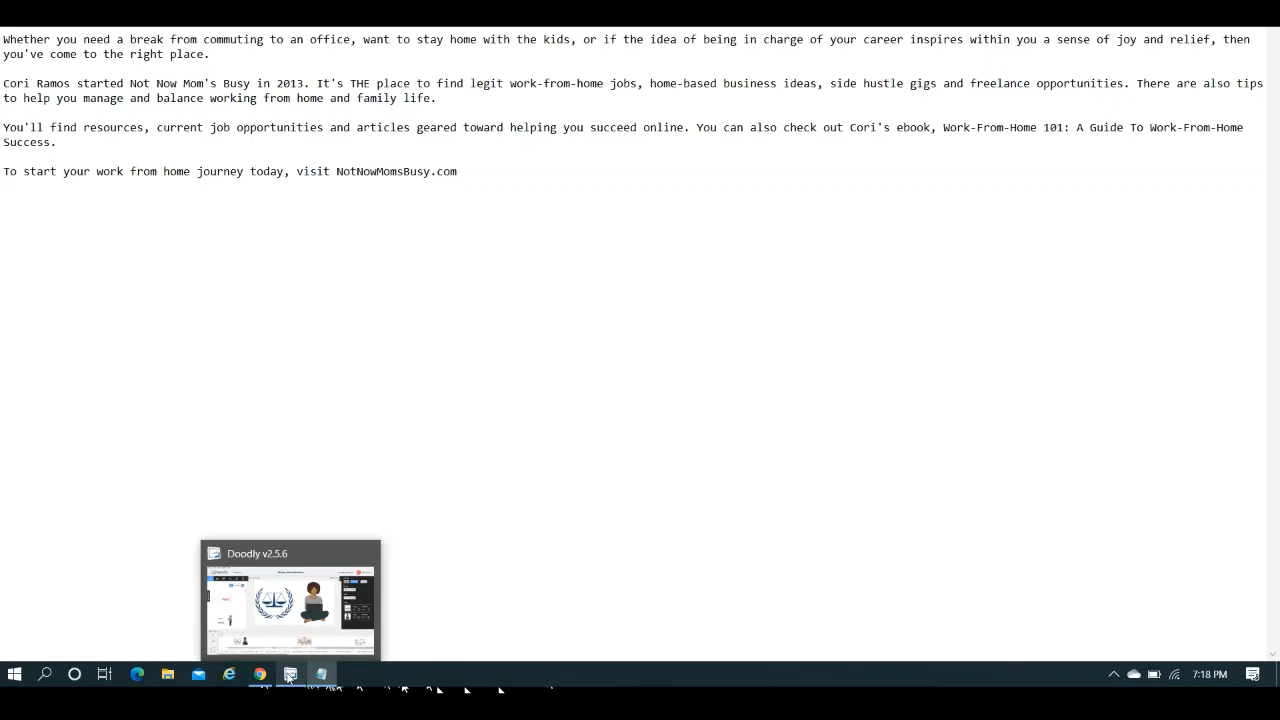 Whether you need a break from commuting to an office, want to stay home with the kids, or if the idea of being in charge of your career inspires within you a sense of joy and relief, then
you've come to the right place.
Cori Ramos started Not Now Mom's Busy in 2013. It's THE place to find legit work-from-home jobs, home-based business ideas, side hustle gigs and freelance opportunities. There are also tips
to help you manage and balance working from home and family life.
You'll find resources, current job opportunities and articles geared toward helping you succeed online. You can also check out Cori's ebook, Work-From-Home 101: A Guide To Work-From-Home
Success.
To start your work from home journey today, visit NotNowMomsBusy.com
Doodly v2.5.6
7:18 PM